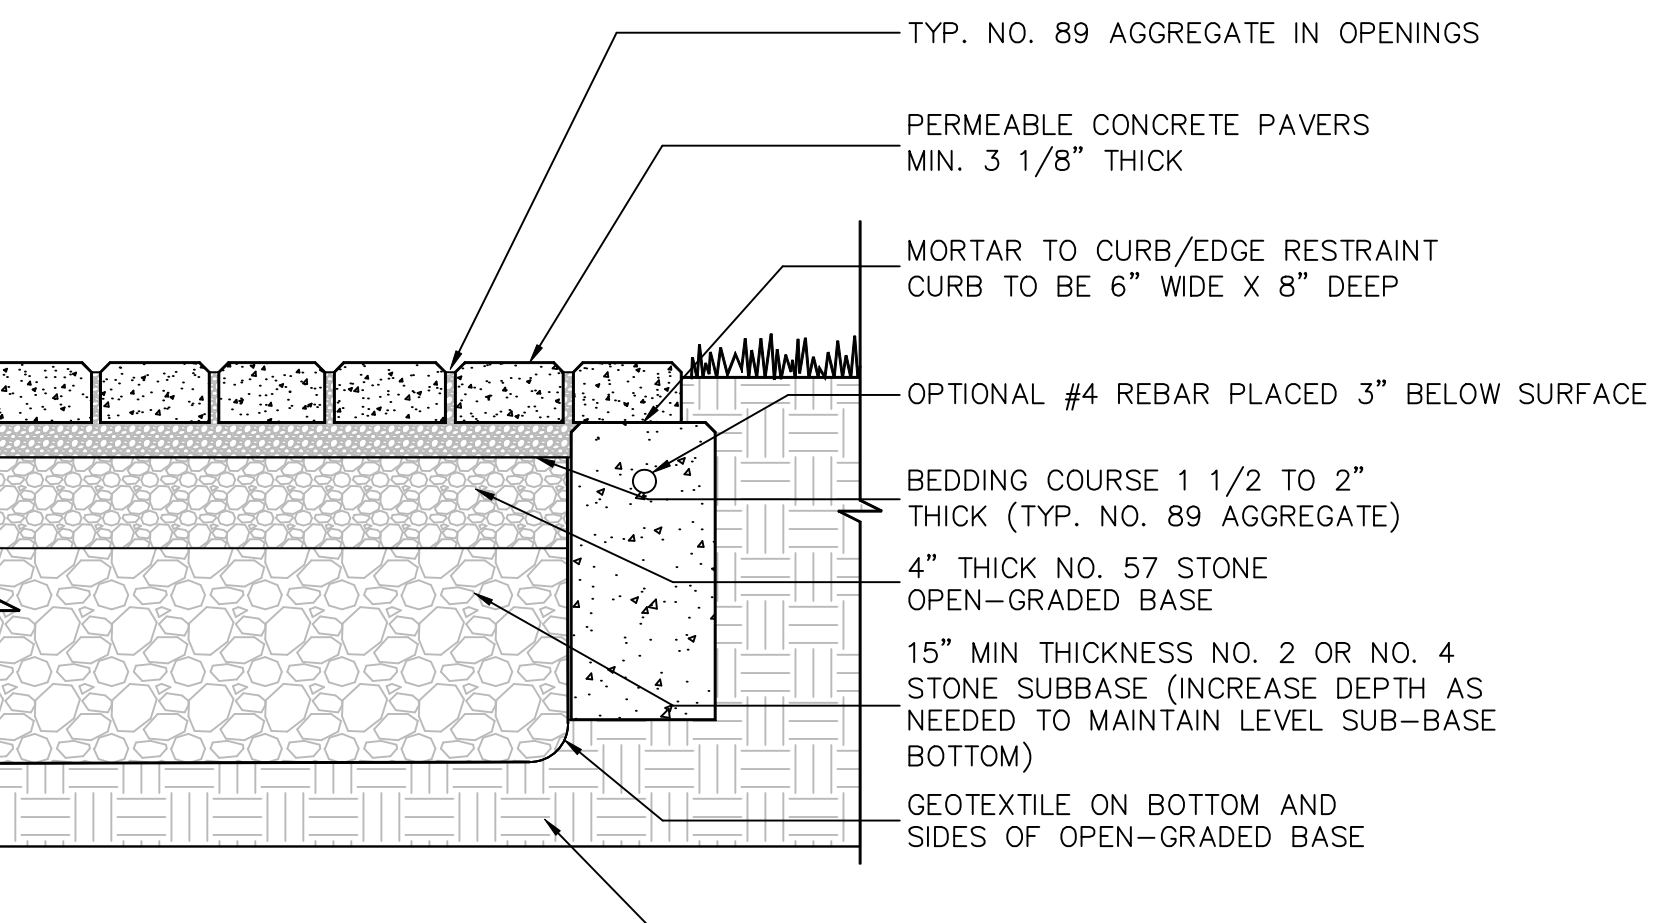 TYP. NO. 89 AGGREGATE IN OPENINGS
PERMEABLE CONCRETE PAVERS
MIN. 3 1/8” THICK
MORTAR TO CURB/EDGE RESTRAINT
CURB TO BE 6” WIDE X 8” DEEP
OPTIONAL #4 REBAR PLACED 3” BELOW SURFACE
BEDDING COURSE 1 1/2 TO 2”
THICK (TYP. NO. 89 AGGREGATE)
4” THICK NO. 57 STONE
OPEN-GRADED BASE
15” MIN THICKNESS NO. 2 OR NO. 4
STONE SUBBASE (INCREASE DEPTH AS
NEEDED TO MAINTAIN LEVEL SUB-BASE
BOTTOM)
GEOTEXTILE ON BOTTOM AND
SIDES OF OPEN-GRADED BASE